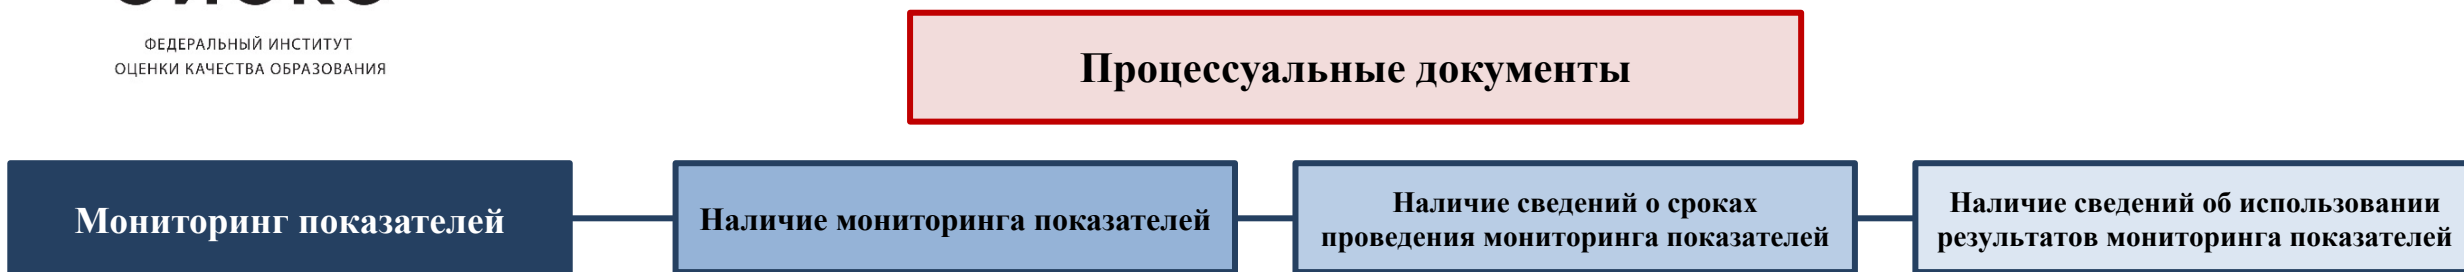 ФЕДЕРАЛЬНЫЙ ИНСТИТУТ
ОЦЕНКИ КАЧЕСТВА ОБРАЗОВАНИЯ
Процессуальные документы
Мониторинг показателей
Наличие мониторинга показателей
Наличие сведений о сроках
проведения мониторинга показателей
Наличие сведений об использовании
результатов мониторинга показателей